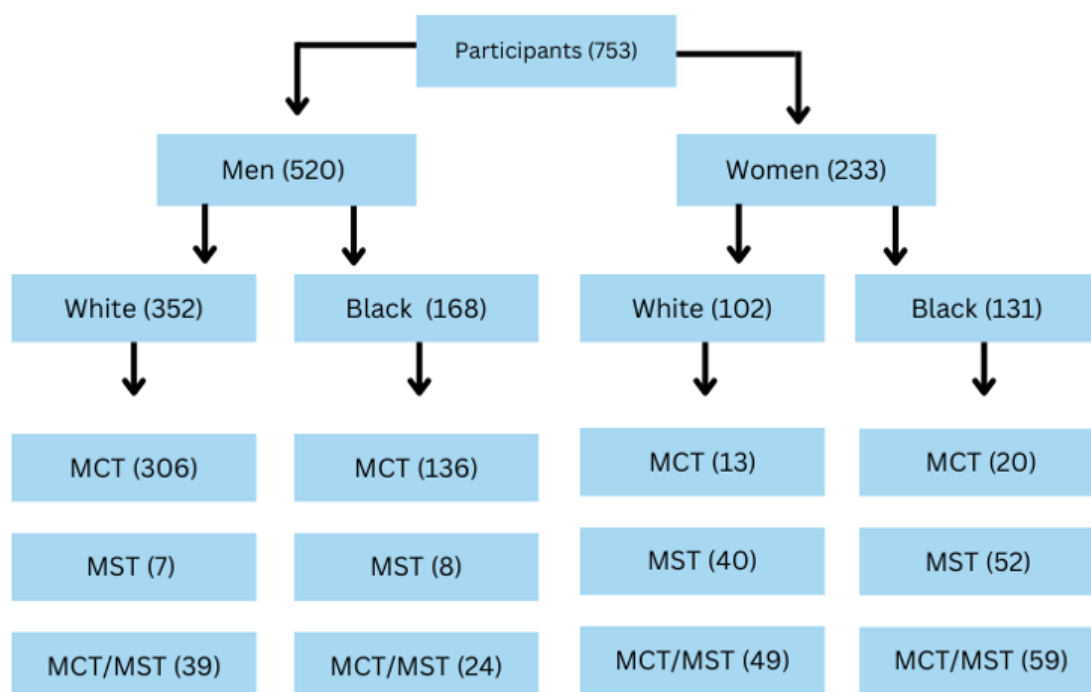 Participants (753)
Men (520)
Women (233)
White (352)
Black (168)
White (102)
Black (131)
MCT (306)
MCT (136)
MCT (13)
MCT (20)
MST (7)
MST (8)
MST (40)
MST (52)
MCT/MST (39)
MCT/MST (24)
MCT/MST (49)
MCT/MST (59)